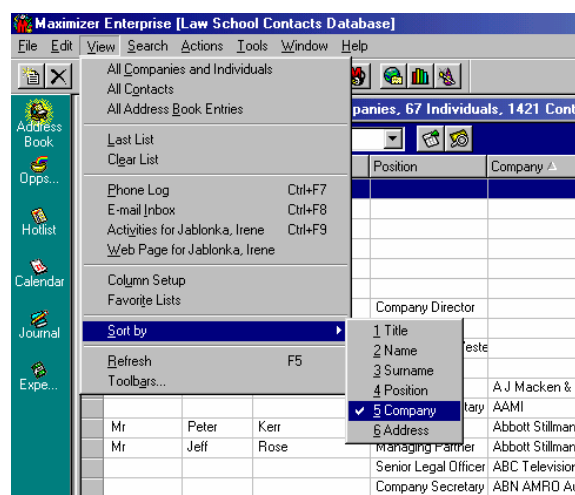 Maximizer Enterprise [Law School Contacts Database]
File Edit View Search Actions Tools Window Help
All Companies and Individuals
All Contacts
All Address Book Entries
Last List
Clear List
Phone Log Ctrl+F7
E-mail Inbox Ctrl+F8
Activities for Jablonka, Irene Ctrl+F9
Web Page for Jablonka, Irene
Column Setup
Favorite Lists
Sort by
Refresh F5
Toolbars...
1 Title
2 Name
3 Surname
4 Position
5 Company
6 Address
Address
Book
Opps...
Hotlist
Calendar
Journal
Expe...
panies, 67 Individuals, 1421 Cont
Position Company
Company Director
A J Macken &
tary AAMI
Mr Peter Kerr Abbott Stillman
Mr Jeff Rose Managing Partner Abbott Stillman
Senior Legal Officer ABC Television
Company Secretary ABN AMRO Au